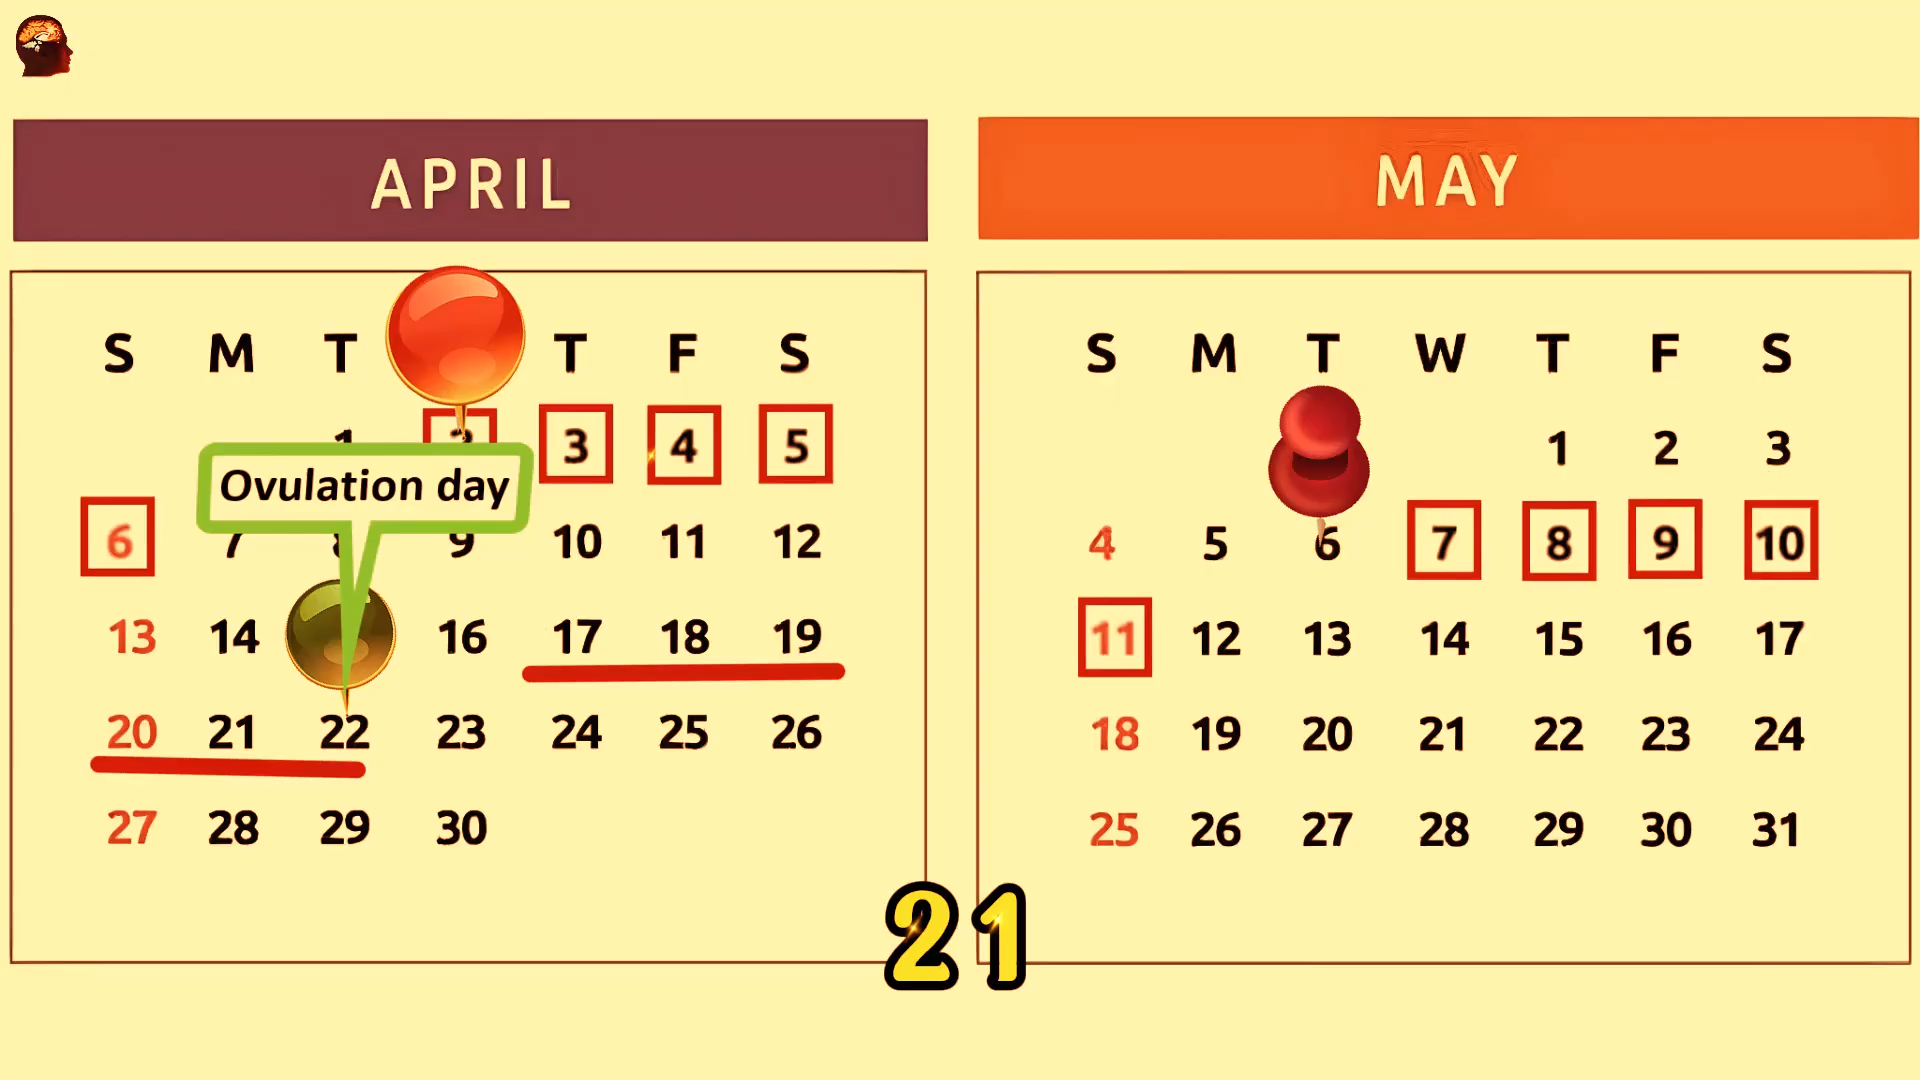 APRIL
S M T T F S
1 2 3 4 5
Ovulation day
6 7 8 9 10 11 12
13 14 16 17 18 19
20 21 22 23 24 25 26
27 28 29 30
MAY
S M T W T F S
1 2 3
4 5 6 7 8 9 10
11 12 13 14 15 16 17
18 19 20 21 22 23 24
25 26 27 28 29 30 31
21